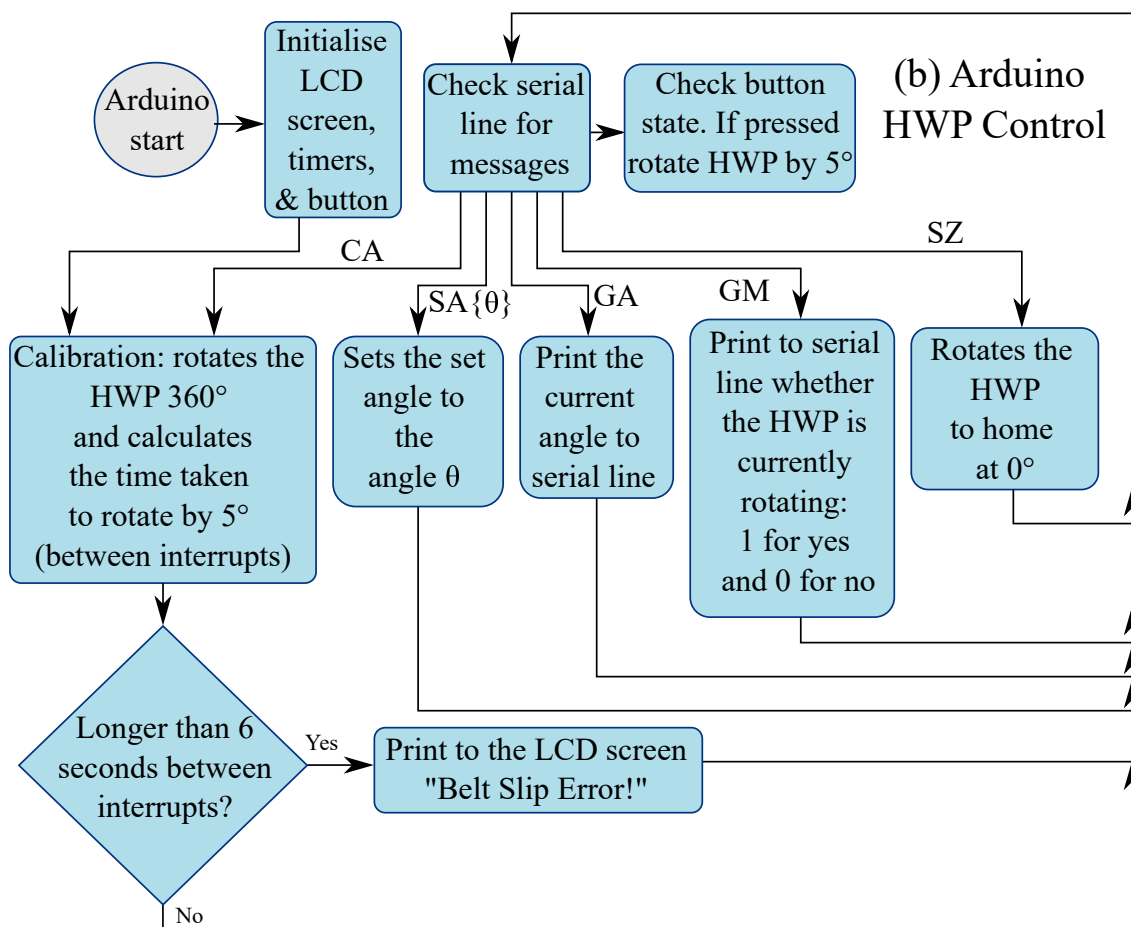 Arduino
start
Initialise
LCD
screen,
timers,
& button
Check serial
line for
messages
Check button
state. If pressed
rotate HWP by 5°
(b) Arduino
HWP Control
CA
SA{θ}
GA
GM
SZ
Calibration: rotates the
HWP 360°
and calculates
the time taken
to rotate by 5°
(between interrupts)
Sets the set
angle to
the
angle θ
Print the
current
angle to
serial line
Print to serial
line whether
the HWP is
currently
rotating:
1 for yes
and 0 for no
Rotates the
HWP
to home
at 0°
Longer than 6
seconds between
interrupts?
Yes
Print to the LCD screen
"Belt Slip Error!"
No